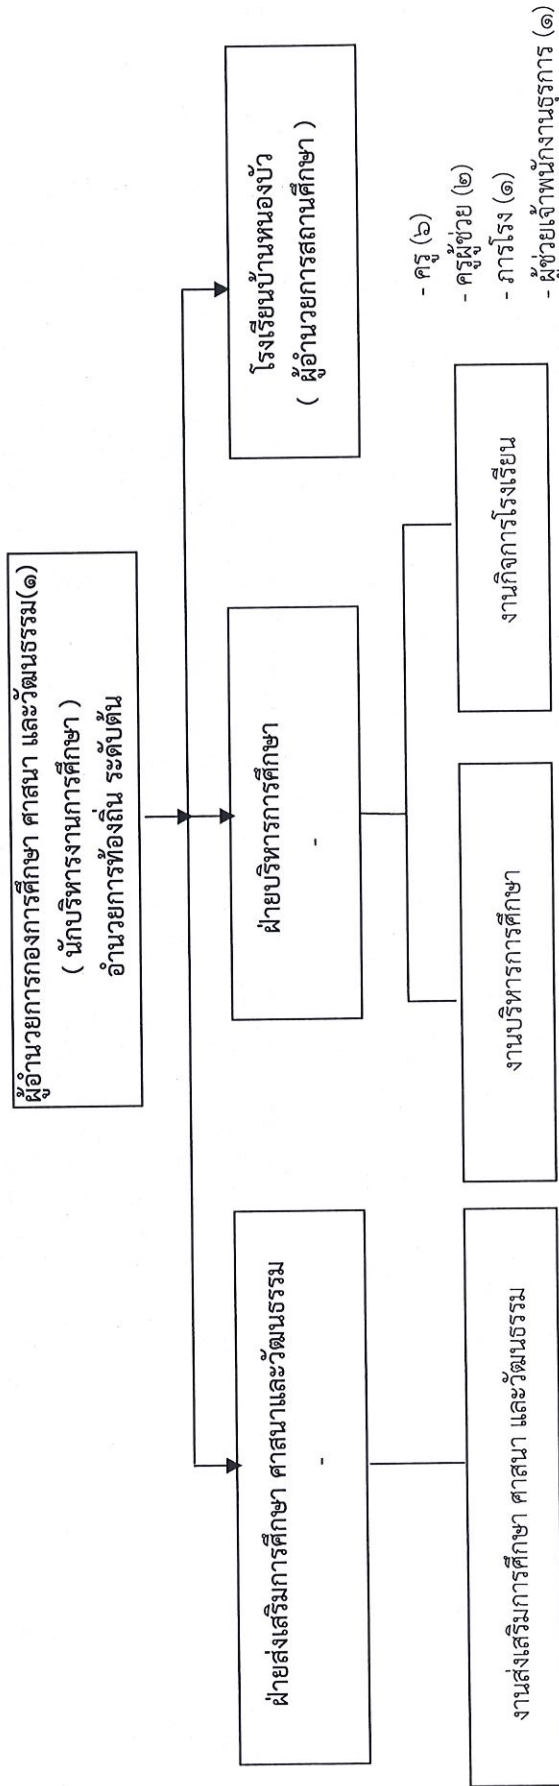 ผู้อำนวยการกองการศึกษา ศาสนา และวัฒนธรรม(๑)
( นักบริหารงานการศึกษา )
อำนวยการท้องถิ่น ระดับต้น
ฝ่ายส่งเสริมการศึกษา ศาสนาและวัฒนธรรม
-
ฝ่ายบริหารการศึกษา
-
โรงเรียนบ้านหนองบัว
( ผู้อำนวยการสถานศึกษา )
งานส่งเสริมการศึกษา ศาสนา และวัฒนธรรม
งานบริหารการศึกษา
งานกิจการโรงเรียน
- ครู (๖)
- ครูผู้ช่วย (๒)
- ภารโรง (๑)
- ผู้ช่วยเจ้าพนักงานธุรการ (๑)